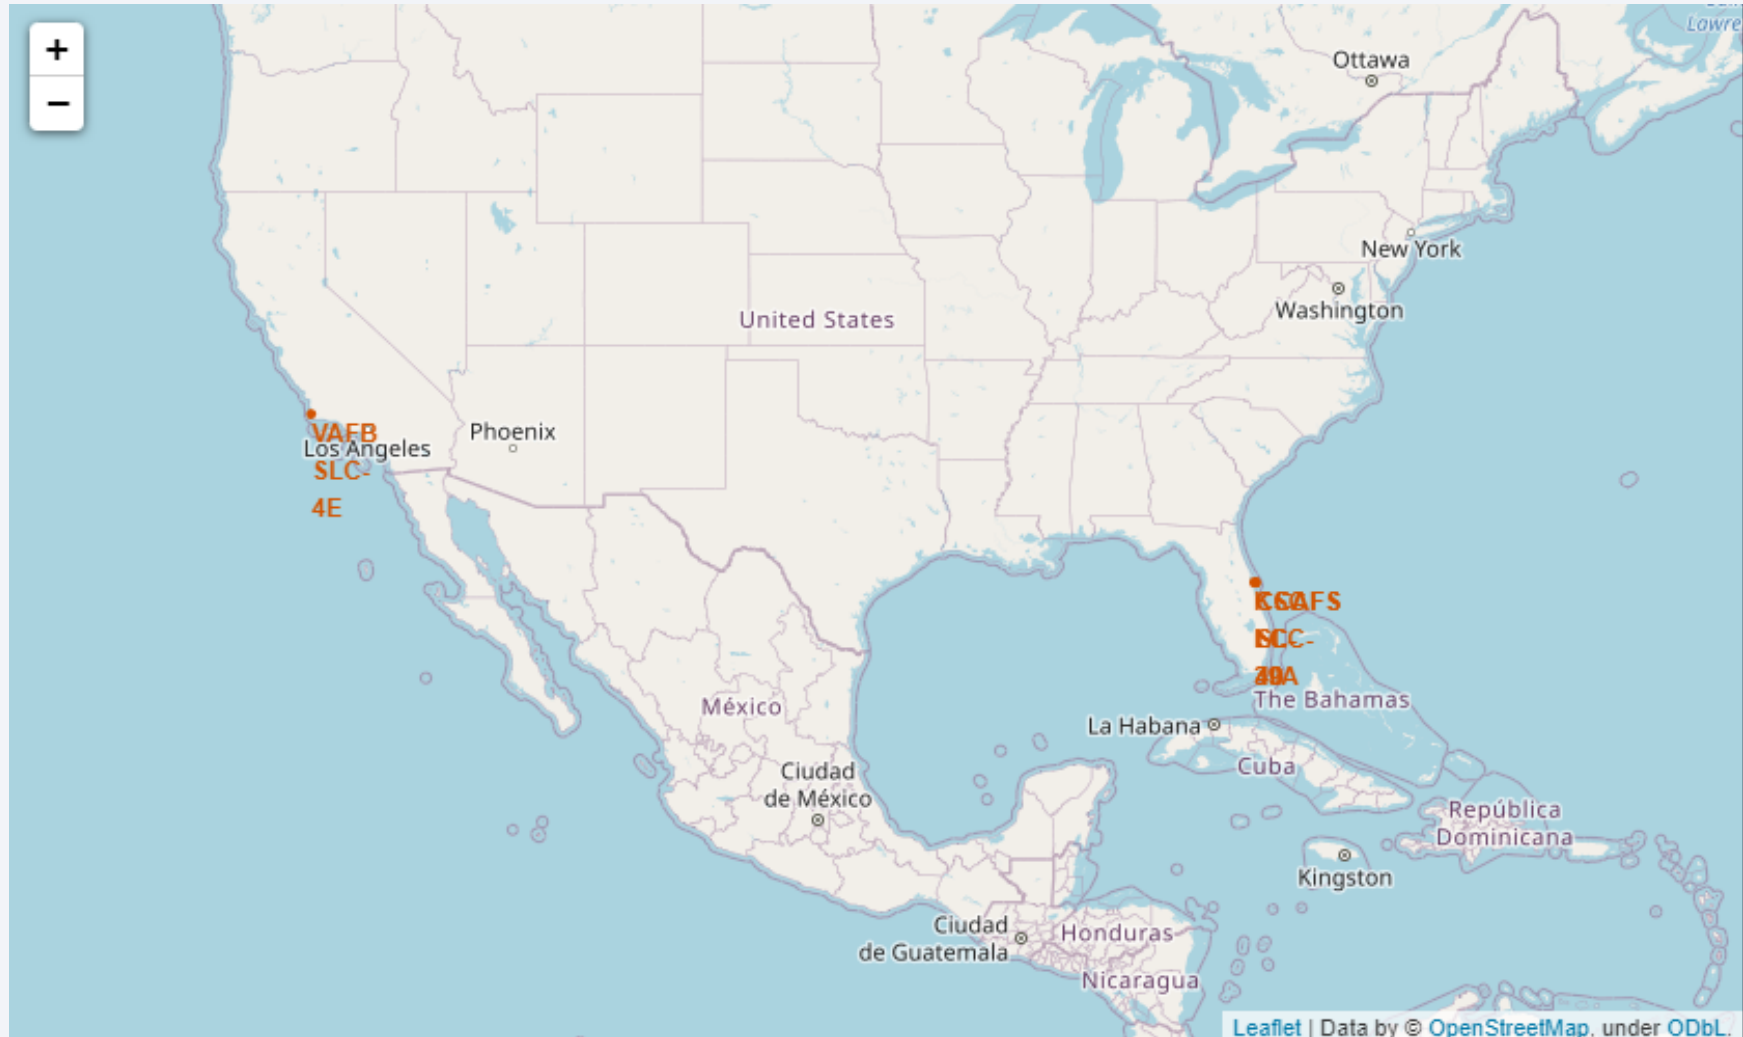 +
−
Lawre
Ottawa
New York
Washington
United States
VAFB
Los Angeles
SLC-
4E
Phoenix
México
Ciudad
de México
The Bahamas
La Habana
Cuba
República
Dominicana
Kingston
Ciudad
de Guatemala
Honduras
Nicaragua
Leaflet | Data by © OpenStreetMap, under ODbL.